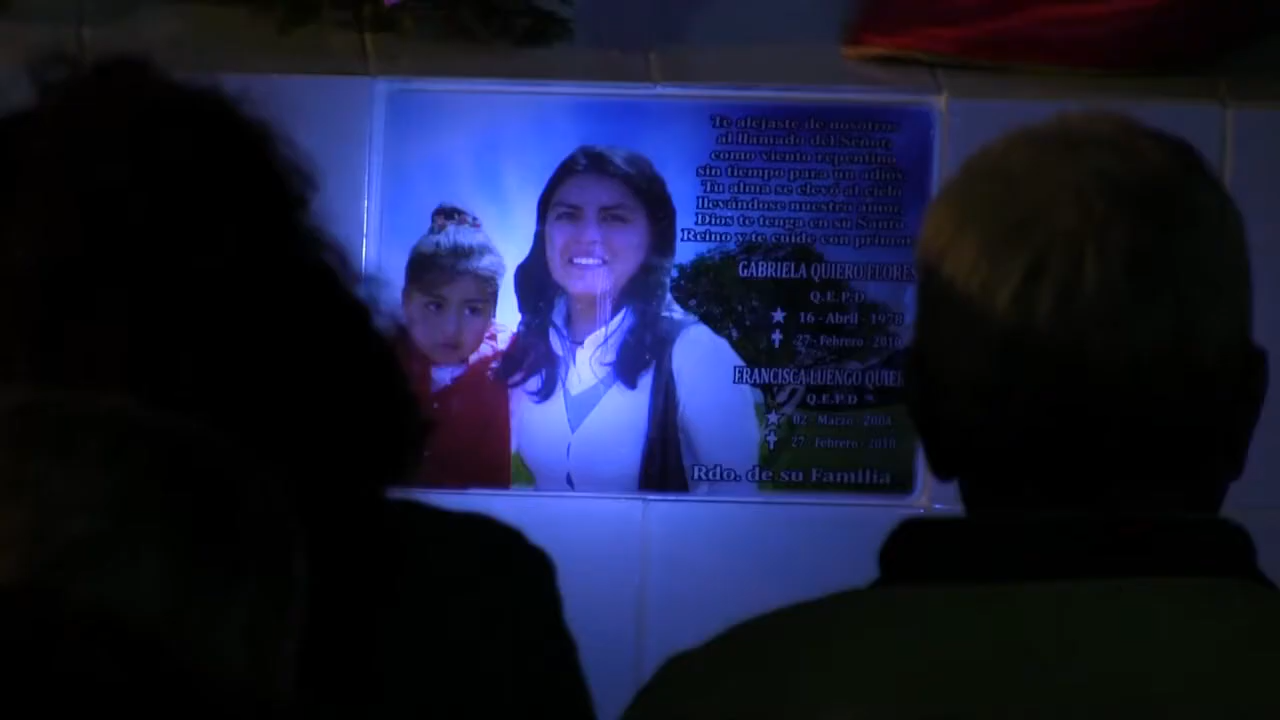 Te alejaste de nosotros
al llamado del Señor,
como viento repentino
sin tiempo para un adiós.
Tu alma se elevó al cielo
llevándose nuestro amor,
Dios te tenga en su Santo
Reino y te cuide con primor
GABRIELA QUIERO FLORES
Q.E.P.D
16 - Abril - 1978
27 - Febrero - 2010
FRANCISCA LUENGO QUIER
Q.E.P.D
02 - Marzo - 2004
27 - Febrero - 2010
Rdo. de su Familia